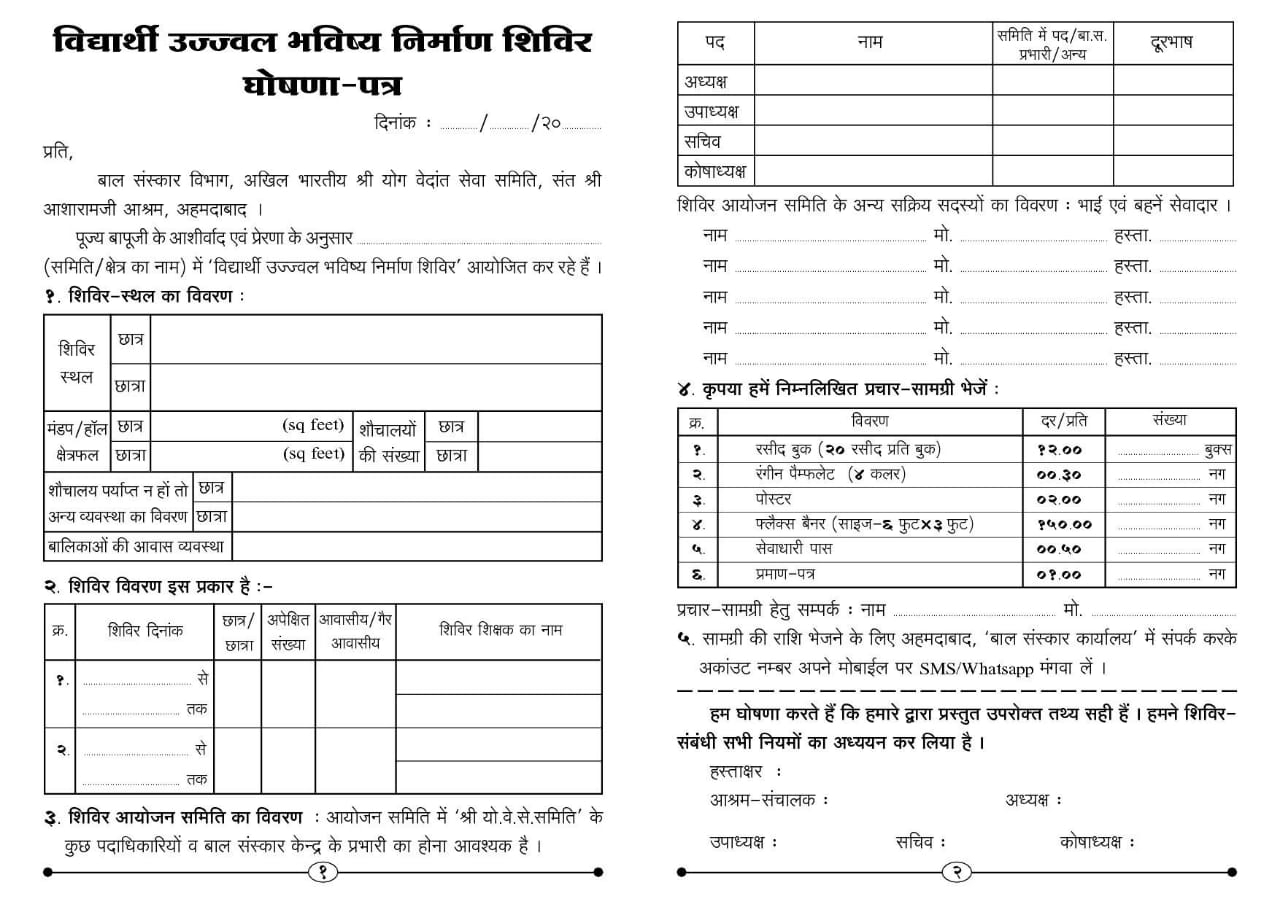 विद्यार्थी उज्ज्वल भविष्य निर्माण शिविर
घोषणा-पत्र
दिनांक : ............/............/२०............
प्रति,
बाल संस्कार विभाग, अखिल भारतीय श्री योग वेदांत सेवा समिति, संत श्री
आशारामजी आश्रम, अहमदाबाद ।
पूज्य बापूजी के आशीर्वाद एवं प्रेरणा के अनुसार ............
(समिति/क्षेत्र का नाम) में 'विद्यार्थी उज्ज्वल भविष्य निर्माण शिविर' आयोजित कर रहे हैं ।
१. शिविर-स्थल का विवरण :
शिविर स्थल
छात्र
छात्रा
मंडप/हॉल क्षेत्रफल
छात्र (sq feet)
छात्रा (sq feet)
शौचालयों की संख्या
छात्र
छात्रा
शौचालय पर्याप्त न हों तो
अन्य व्यवस्था का विवरण
छात्र
छात्रा
बालिकाओं की आवास व्यवस्था
२. शिविर विवरण इस प्रकार है :-
क्र. शिविर दिनांक छात्र/छात्रा अपेक्षित संख्या आवासीय/गैर आवासीय शिविर शिक्षक का नाम
१. ............ से
............ तक
२. ............ से
............ तक
३. शिविर आयोजन समिति का विवरण : आयोजन समिति में 'श्री यो.वे.से.समिति' के
कुछ पदाधिकारियों व बाल संस्कार केन्द्र के प्रभारी का होना आवश्यक है ।
१
पद नाम समिति में पद/बा.स. प्रभारी/अन्य दूरभाष
अध्यक्ष
उपाध्यक्ष
सचिव
कोषाध्यक्ष
शिविर आयोजन समिति के अन्य सक्रिय सदस्यों का विवरण : भाई एवं बहनें सेवादार ।
नाम ............ मो. ............ हस्ता. ............
नाम ............ मो. ............ हस्ता. ............
नाम ............ मो. ............ हस्ता. ............
नाम ............ मो. ............ हस्ता. ............
नाम ............ मो. ............ हस्ता. ............
४. कृपया हमें निम्नलिखित प्रचार-सामग्री भेजें :
क्र. विवरण दर/प्रति संख्या
१. रसीद बुक (२० रसीद प्रति बुक) १२.०० ............ बुक्स
२. रंगीन पैम्फलेट (४ कलर) ००.३० ............ नग
३. पोस्टर ०२.०० ............ नग
४. फ्लैक्स बैनर (साइज-६ फुट×३ फुट) १५०.०० ............ नग
५. सेवाधारी पास ००.५० ............ नग
६. प्रमाण-पत्र ०१.०० ............ नग
प्रचार-सामग्री हेतु सम्पर्क : नाम ............ मो. ............
५. सामग्री की राशि भेजने के लिए अहमदाबाद, 'बाल संस्कार कार्यालय' में संपर्क करके
अकांउट नम्बर अपने मोबाईल पर SMS/Whatsapp मंगवा लें ।
हम घोषणा करते हैं कि हमारे द्वारा प्रस्तुत उपरोक्त तथ्य सही हैं । हमने शिविर-
संबंधी सभी नियमों का अध्ययन कर लिया है ।
हस्ताक्षर :
आश्रम-संचालक : अध्यक्ष :
उपाध्यक्ष : सचिव : कोषाध्यक्ष :
२